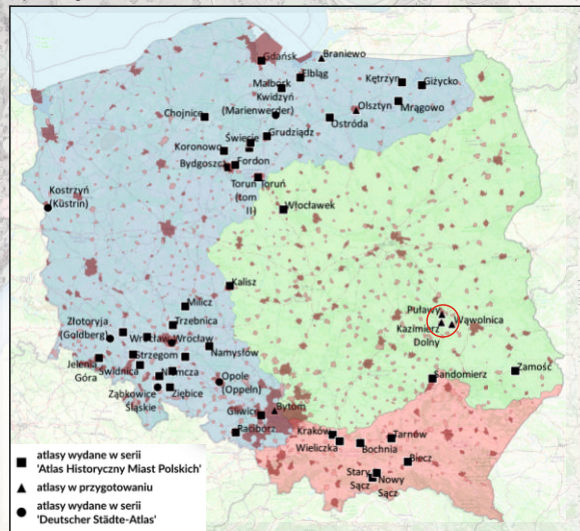 Gdańsk
Braniewo
Elbląg
Malbork
Kwidzyń
(Marienwerder)
Kętrzyn
Giżycko
Olsztyn
Mrągowo
Chojnice
Ostróda
Grudziądz
Świecie
Koronowo
Fordon
Bydgoszcz
Toruń
Toruń
(tom
II)
Włocławek
Kostrzyń
(Küstrin)
Kalisz
Milicz
Trzebnica
Złotoryja
(Goldberg)
Wrocław
Wrocław
Strzegom
Namysłów
Jelenia
Góra
Świdnica
Niemcza
Ząbkowice
Śląskie
Ziębice
Opole
(Oppeln)
Gliwice
Bytom
Racibórz
Puławy
Wąwolnica
Kazimierz
Dolny
Sandomierz
Zamość
Kraków
Wieliczka
Bochnia
Tarnów
Biecz
Stary
Sącz
Nowy
Sącz
atlasy wydane w serii
'Atlas Historyczny Miast Polskich'
atlasy w przygotowaniu
atlasy wydane w serii
'Deutscher Städte-Atlas'